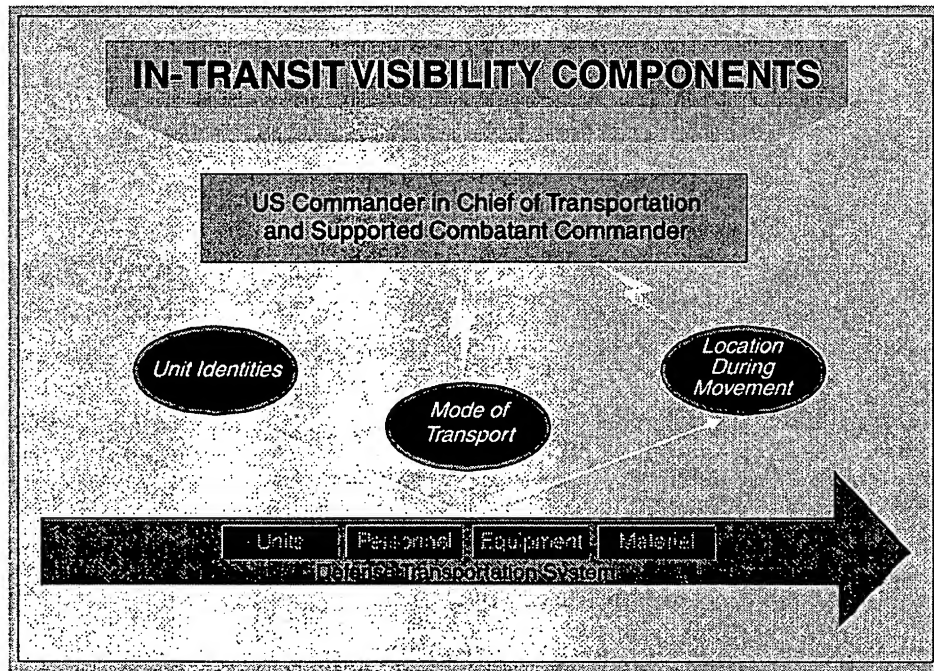 IN-TRANSIT VISIBILITY COMPONENTS
US Commander in Chief of Transportation
and Supported Combatant Commander
Unit Identities
Mode of
Transport
Location
During
Movement
Units
Personnel
Equipment
Materiel
Defense Transportation System